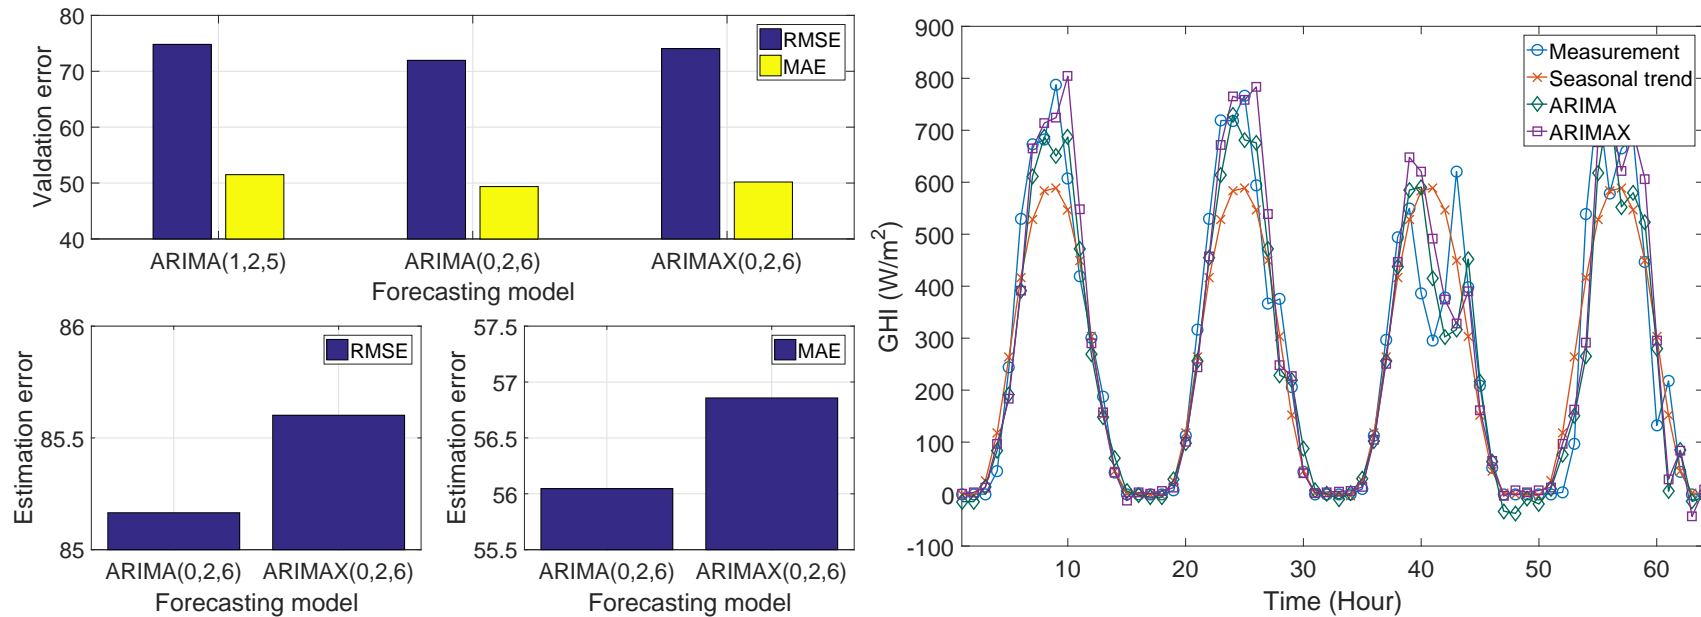 80
70
60
50
40
Valdation error
RMSE
MAE
ARIMA(1,2,5)
ARIMA(0,2,6)
ARIMAX(0,2,6)
Forecasting model
86
85.5
85
Estimation error
RMSE
ARIMA(0,2,6)
ARIMAX(0,2,6)
Forecasting model
57.5
57
56.5
56
55.5
Estimation error
MAE
ARIMA(0,2,6)
ARIMAX(0,2,6)
Forecasting model
900
800
700
600
500
400
300
200
100
0
-100
GHI (W/m²)
Measurement
Seasonal trend
ARIMA
ARIMAX
10
20
30
40
50
60
Time (Hour)